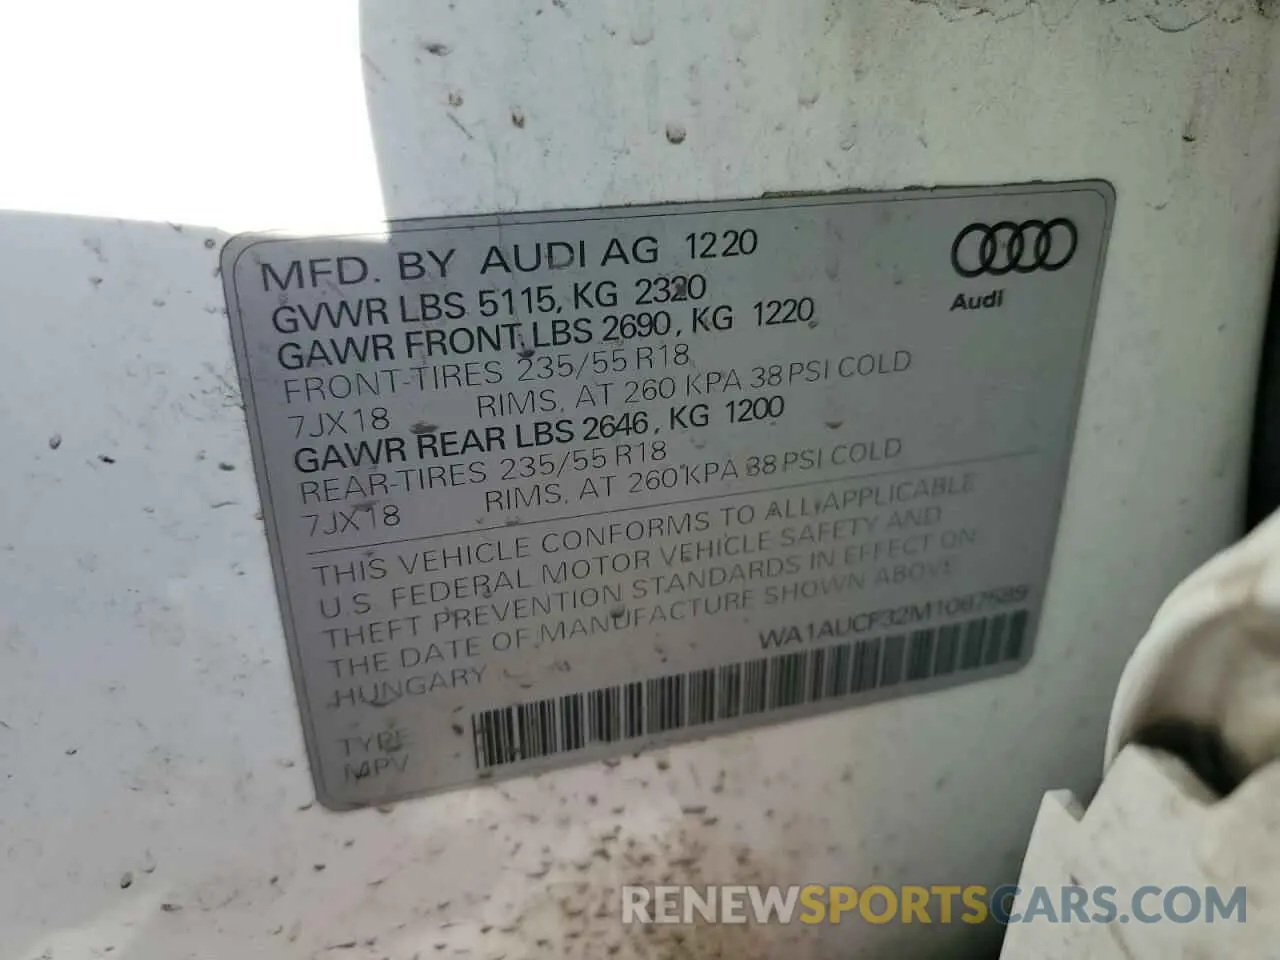 MFD. BY AUDI AG 1220
Audi
GVWR LBS 5115, KG 2320
GAWR FRONT LBS 2690, KG 1220
FRONT-TIRES 235/55 R18
7JX18 RIMS, AT 260 KPA 38 PSI COLD
GAWR REAR LBS 2646, KG 1200
REAR-TIRES 235/55 R18
7JX18 RIMS, AT 260 KPA 38 PSI COLD
THIS VEHICLE CONFORMS TO ALL APPLICABLE
U.S. FEDERAL MOTOR VEHICLE SAFETY AND
THEFT PREVENTION STANDARDS IN EFFECT ON
THE DATE OF MANUFACTURE SHOWN ABOVE
HUNGARY
TYPE
MPV
RENEWSPORTSCARS.COM